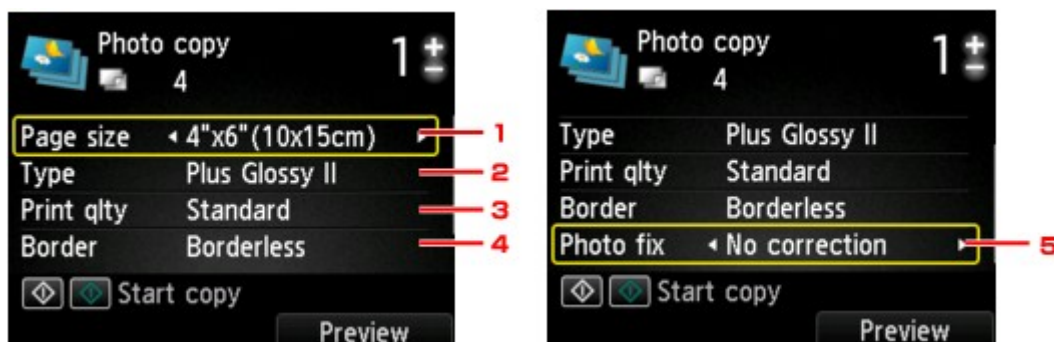 Photo copy
4
1 + -
Page size 4"x6"(10x15cm) 1
Type Plus Glossy II 2
Print qlty Standard 3
Border Borderless 4
Start copy
Preview
Photo copy
4
1 + -
Type Plus Glossy II
Print qlty Standard
Border Borderless
Photo fix No correction 5
Start copy
Preview